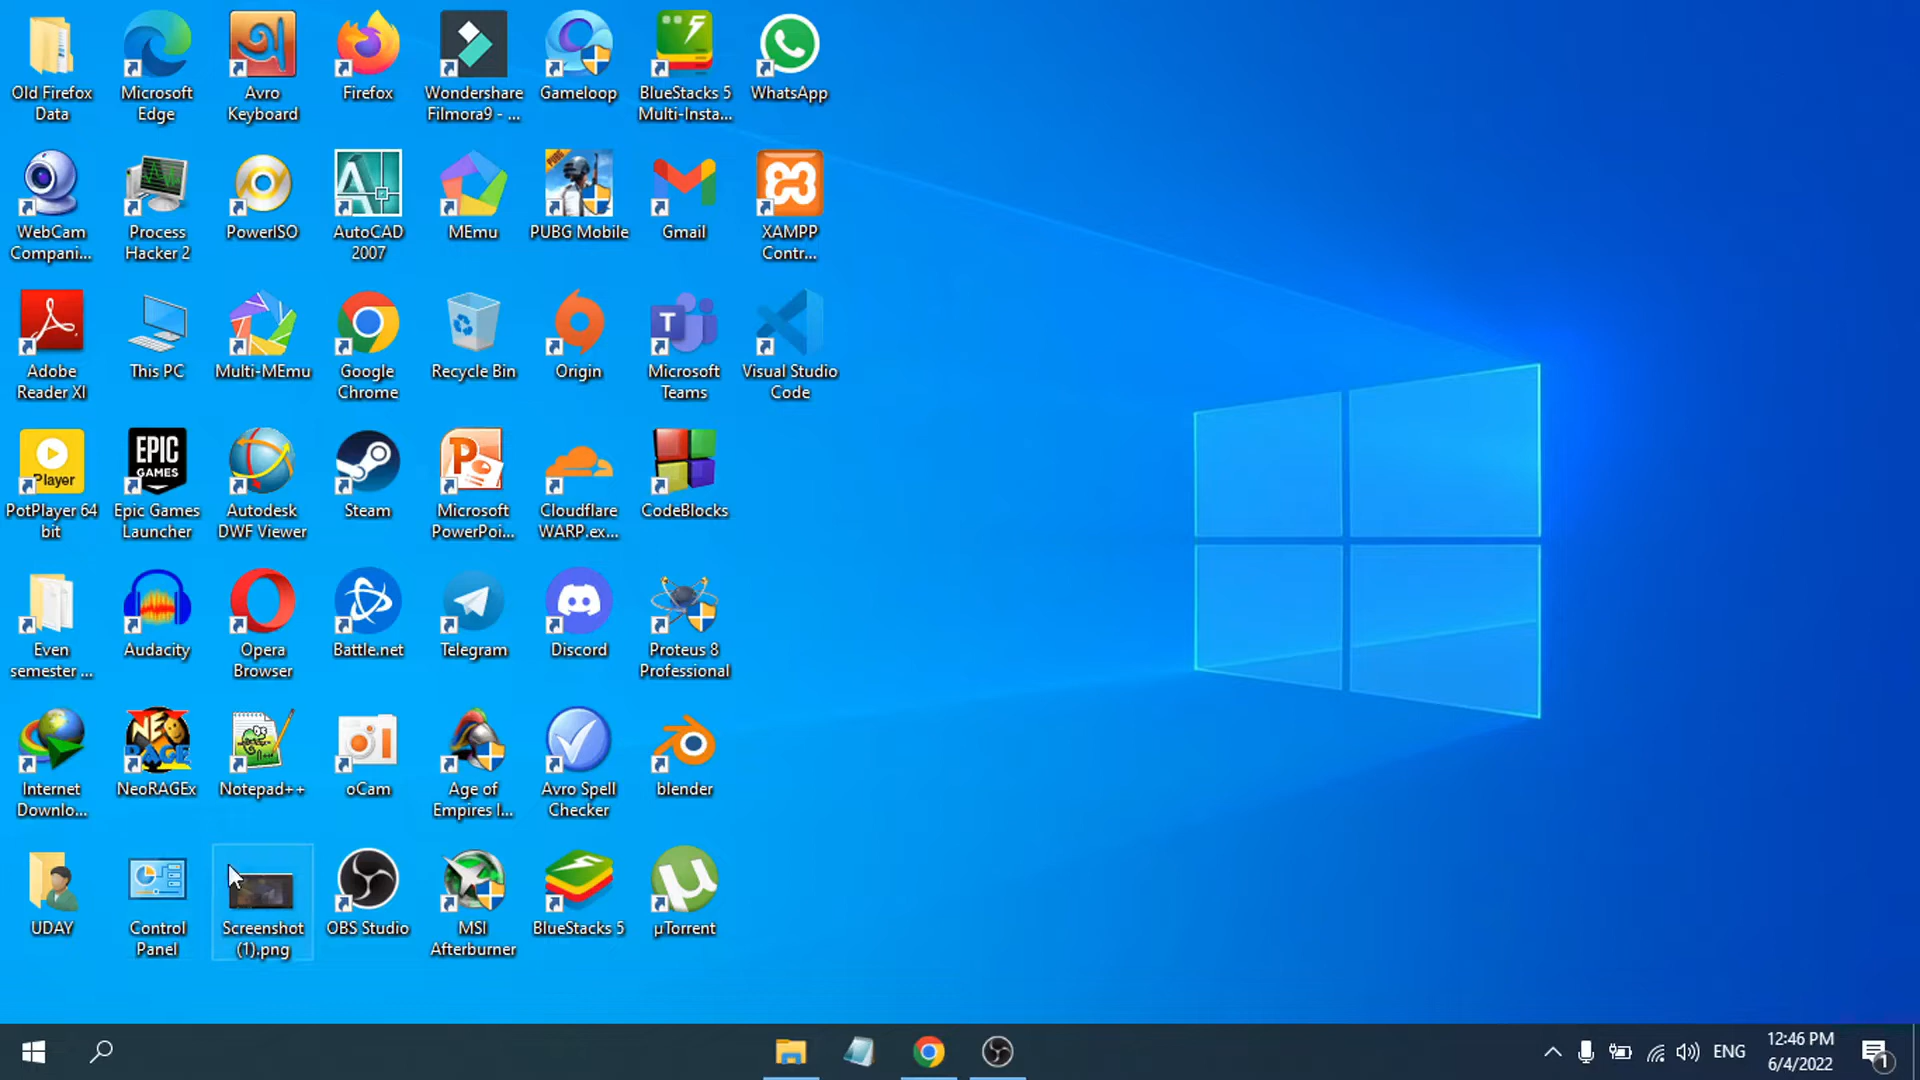 Old Firefox
Data
Microsoft
Edge
Avro
Keyboard
Firefox
Wondershare
Filmora9 - ...
Gameloop
BlueStacks 5
Multi-Insta...
WhatsApp
WebCam
Compani...
Process
Hacker 2
PowerISO
AutoCAD
2007
MEmu
PUBG
PUBG Mobile
Gmail
XAMPP
Contr...
Adobe
Reader XI
This PC
Multi-MEmu
Google
Chrome
Recycle Bin
Origin
Microsoft
Teams
Visual Studio
Code
Player
PotPlayer 64
bit
EPIC
GAMES
Epic Games
Launcher
Autodesk
DWF Viewer
Steam
Microsoft
PowerPoi...
Cloudflare
WARP.ex...
CodeBlocks
Even
semester ...
Audacity
Opera
Browser
Battle.net
Telegram
Discord
Proteus 8
Professional
Internet
Downlo...
NEO
RAGE
NeoRAGEx
Notepad++
oCam
Age of
Empires I...
Avro Spell
Checker
blender
UDAY
Control
Panel
Screenshot
(1).png
OBS Studio
MSI
Afterburner
BlueStacks 5
µTorrent
ENG
12:46 PM
6/4/2022
1